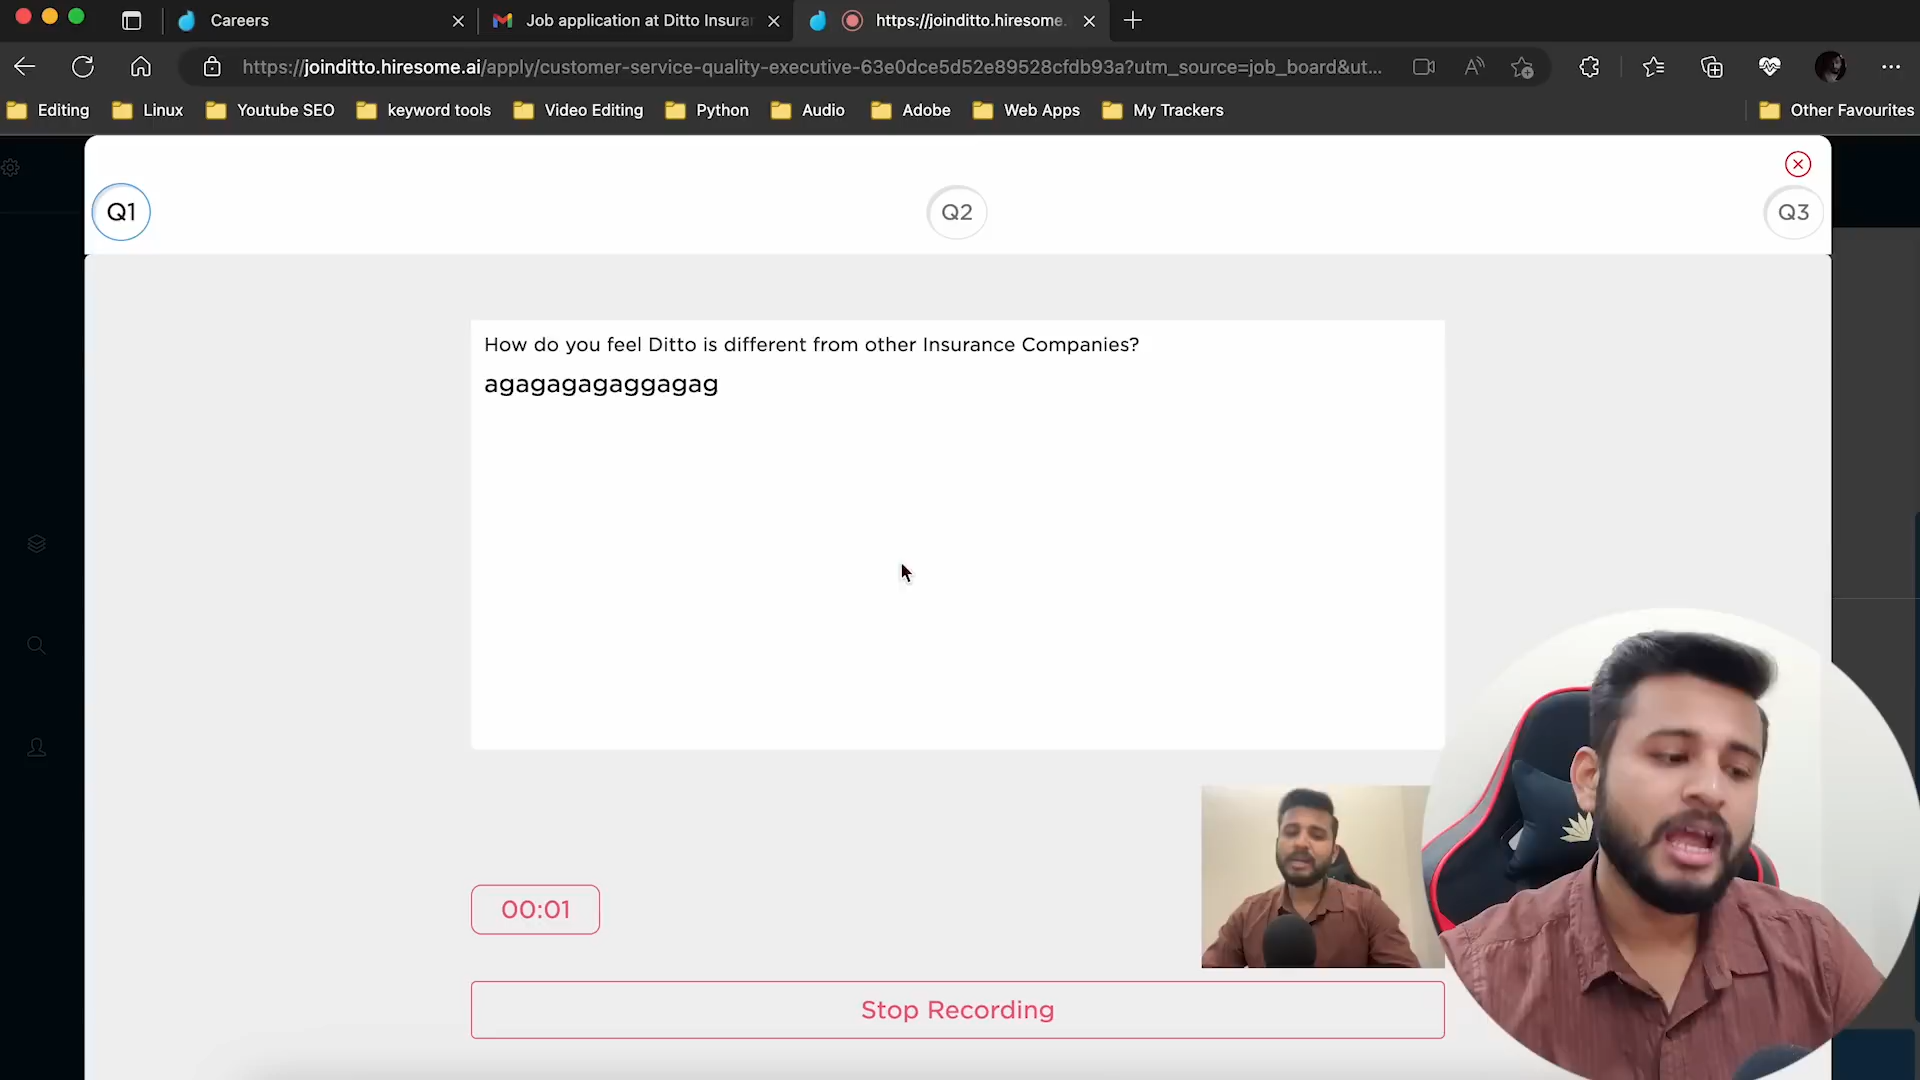 Careers
Job application at Ditto Insura
https://joinditto.hiresome.
https://joinditto.hiresome.ai/apply/customer-service-quality-executive-63e0dce5d52e89528cfdb93a?utm_source=job_board&ut...
Editing
Linux
Youtube SEO
keyword tools
Video Editing
Python
Audio
Adobe
Web Apps
My Trackers
Other Favourites
Q1
Q2
Q3
How do you feel Ditto is different from other Insurance Companies?
agagagagaggagag
00:01
Stop Recording